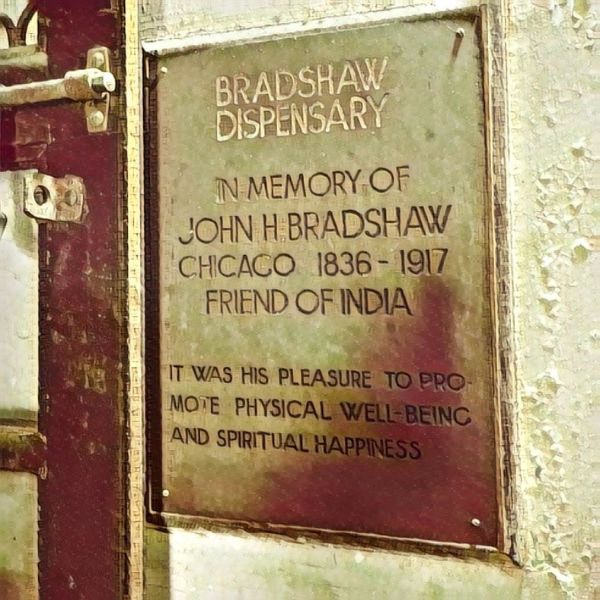 BRADSHAW
DISPENSARY
IN MEMORY OF
JOHN H. BRADSHAW
CHICAGO 1836 - 1917
FRIEND OF INDIA
IT WAS HIS PLEASURE TO PRO-
MOTE PHYSICAL WELL-BEING
AND SPIRITUAL HAPPINESS